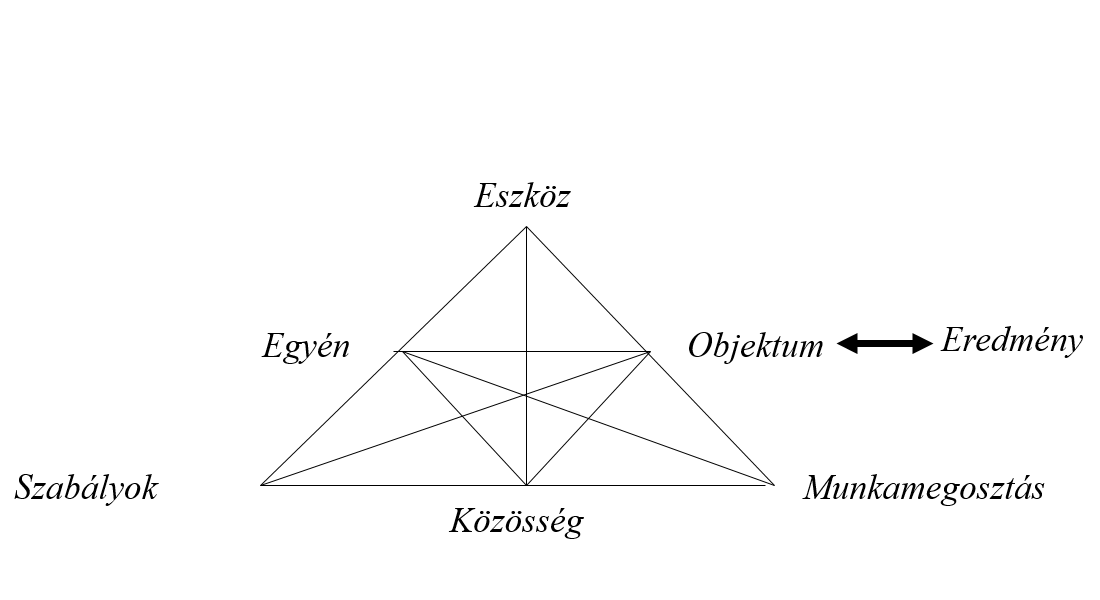 Eszköz
Egyén
Objektum
Eredmény
Szabályok
Munkamegosztás
Közösség